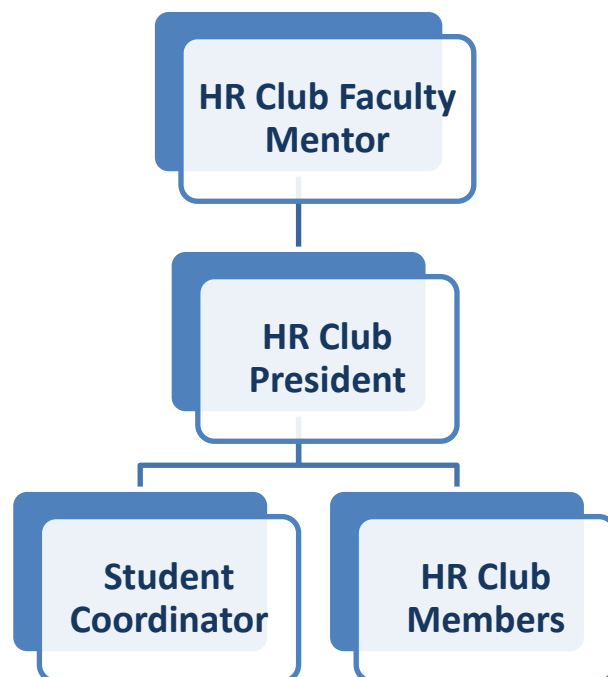 HR Club Faculty
Mentor
HR Club
President
Student
Coordinator
HR Club
Members